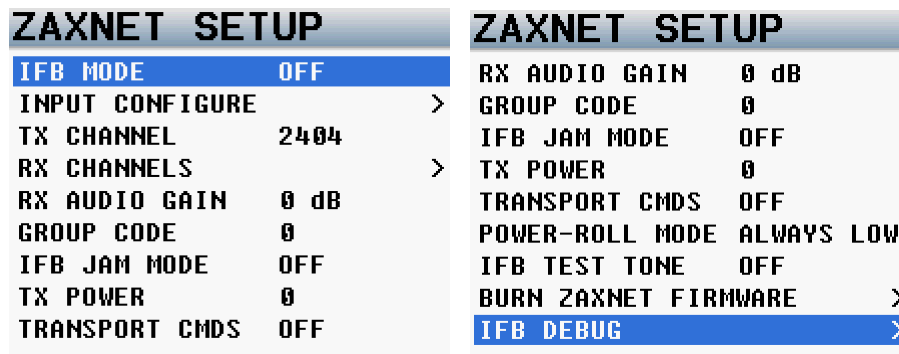 ZAXNET SETUP
IFB MODE OFF
INPUT CONFIGURE >
TX CHANNEL 2404
RX CHANNELS >
RX AUDIO GAIN 0 dB
GROUP CODE 0
IFB JAM MODE OFF
TX POWER 0
TRANSPORT CMDS OFF
ZAXNET SETUP
RX AUDIO GAIN 0 dB
GROUP CODE 0
IFB JAM MODE OFF
TX POWER 0
TRANSPORT CMDS OFF
POWER-ROLL MODE ALWAYS LOW
IFB TEST TONE OFF
BURN ZAXNET FIRMWARE >
IFB DEBUG >